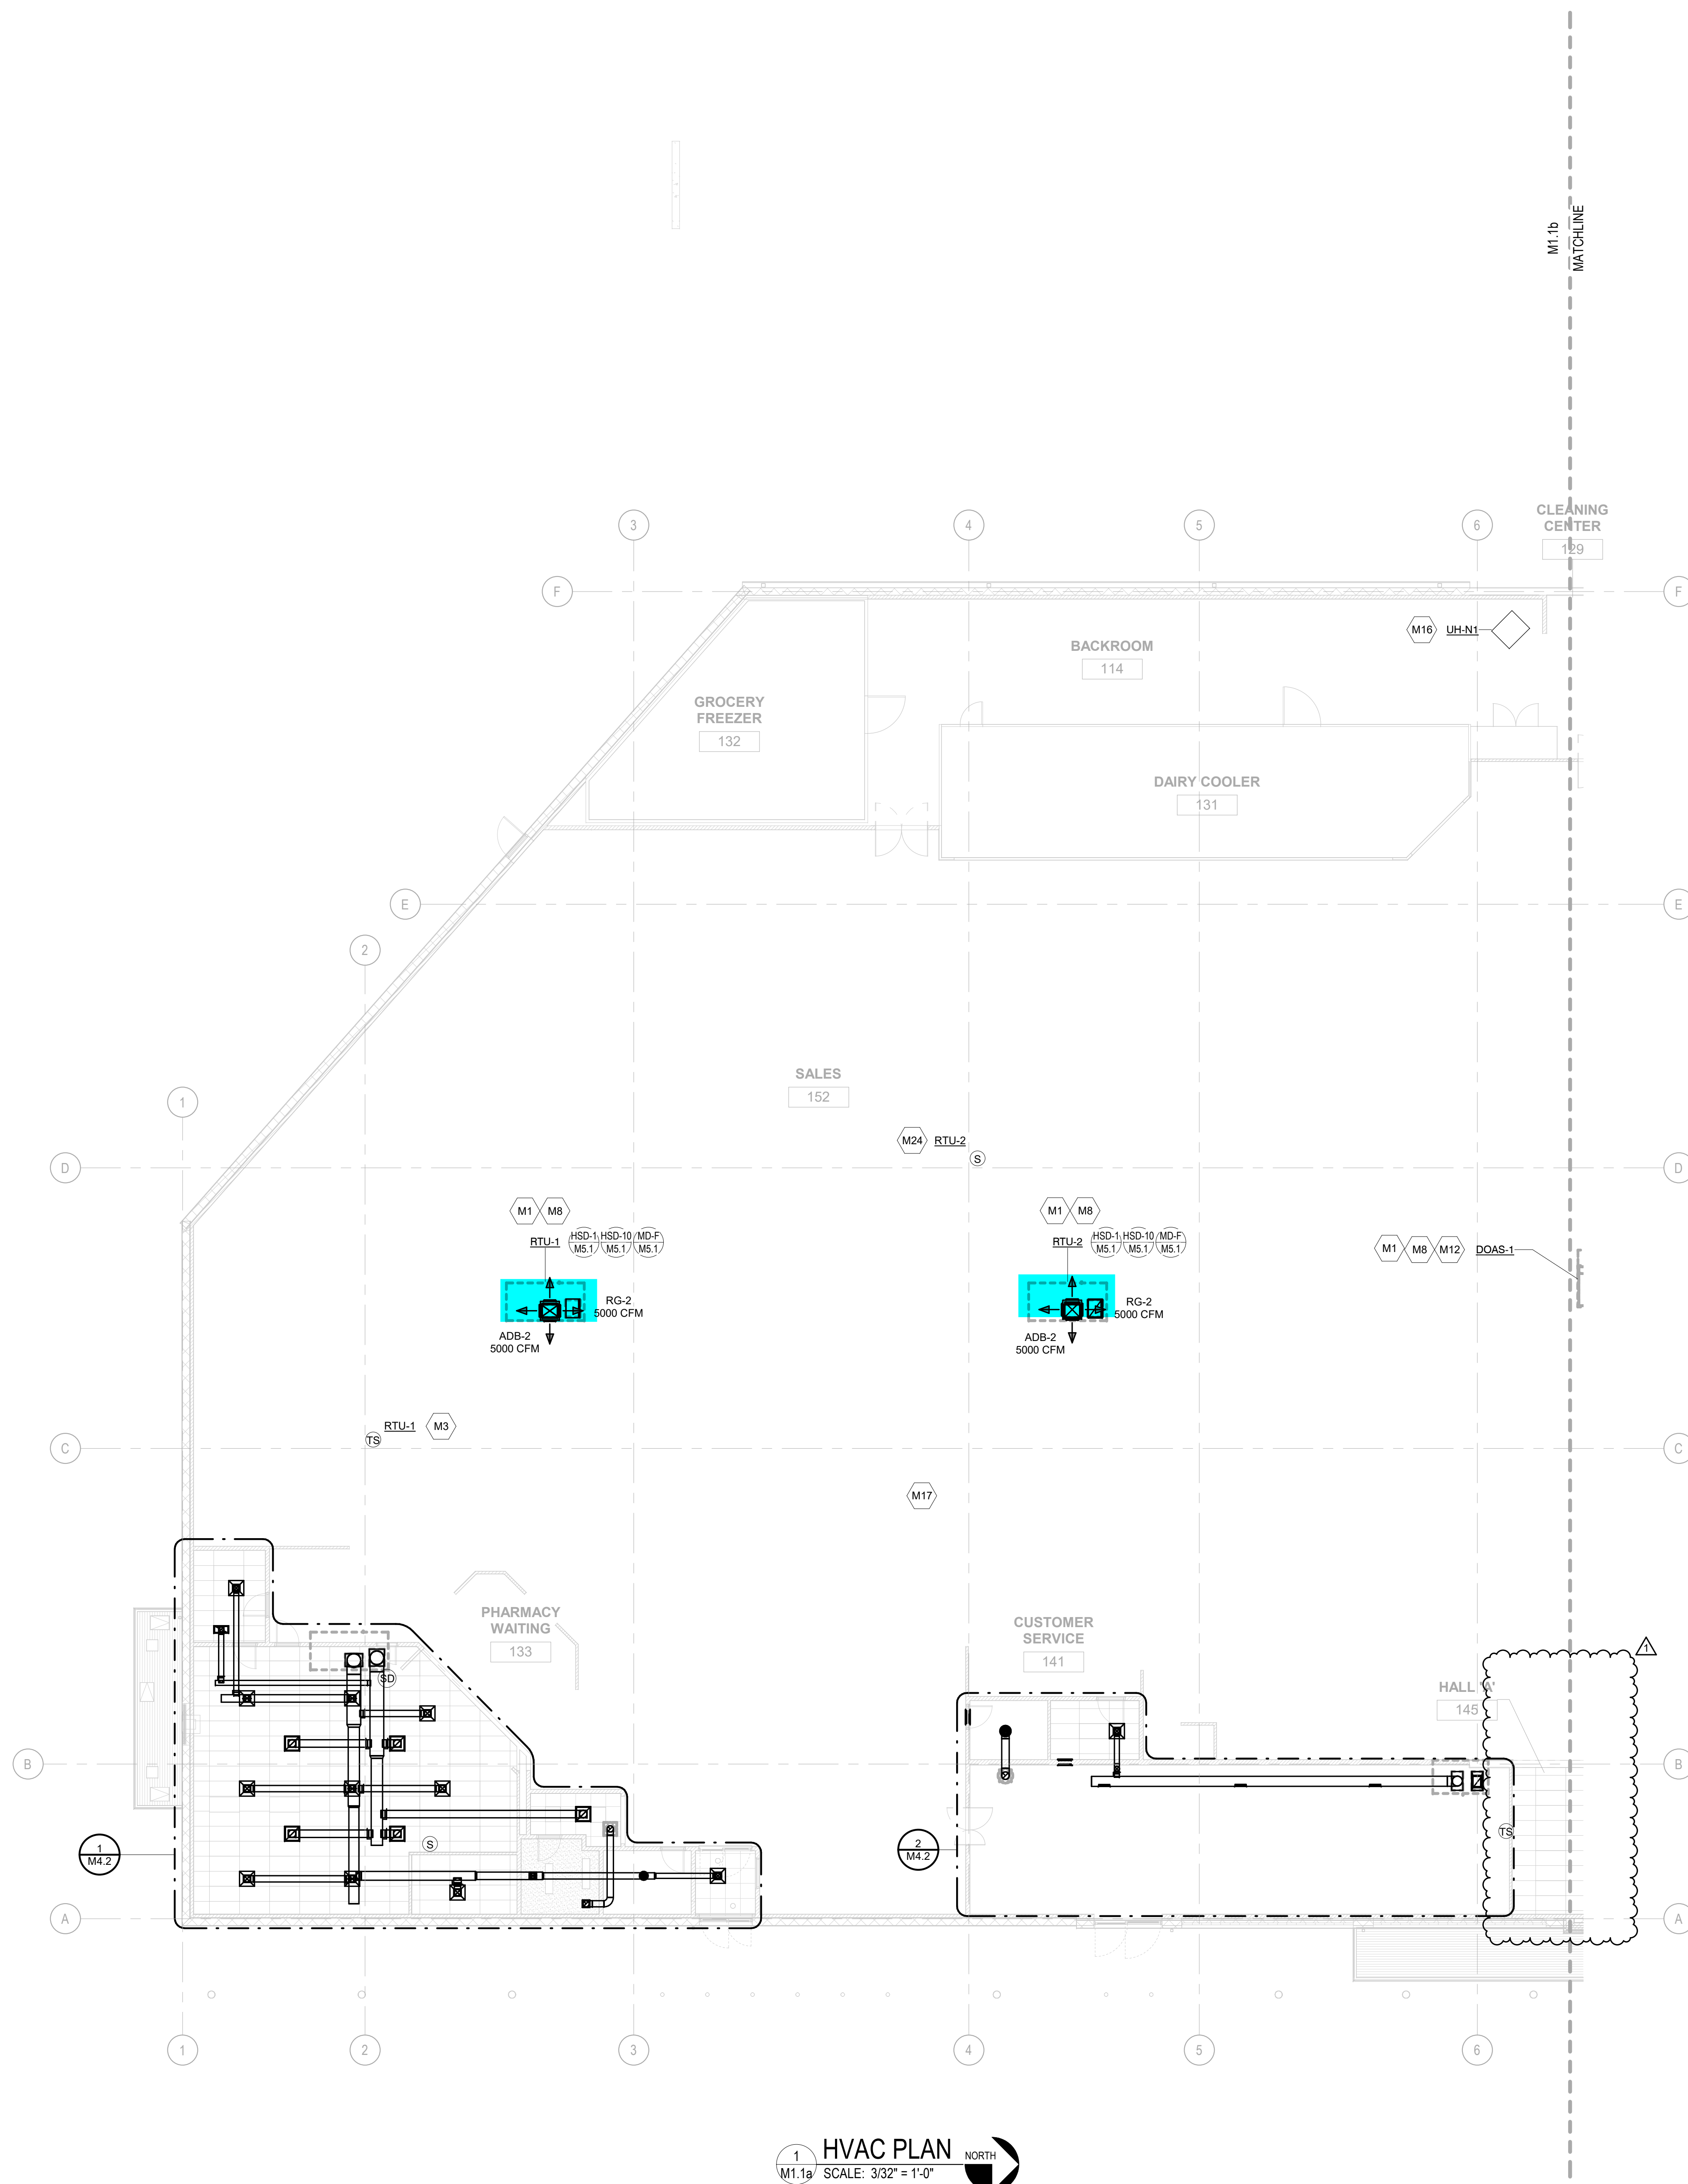 M1.1b
MATCHLINE
3
4
5
6
CLEANING
CENTER
129
F
F
M16
UH-N1
BACKROOM
114
GROCERY
FREEZER
132
DAIRY COOLER
131
E
E
2
SALES
152
1
M24
RTU-2
S
D
D
M1
M8
RTU-1
HSD-1
M5.1
HSD-10
M5.1
MD-F
M5.1
M1
M8
RTU-2
HSD-1
M5.1
HSD-10
M5.1
MD-F
M5.1
M1
M8
M12
DOAS-1
RG-2
5000 CFM
ADB-2
5000 CFM
RG-2
5000 CFM
ADB-2
5000 CFM
RTU-1
M3
TS
C
C
M17
PHARMACY
WAITING
133
CUSTOMER
SERVICE
141
1
SD
HALL 'A'
145
B
B
TS
S
1
M4.2
2
M4.2
A
A
1
2
3
4
5
6
1
M1.1a
HVAC PLAN
SCALE: 3/32" = 1'-0"
NORTH